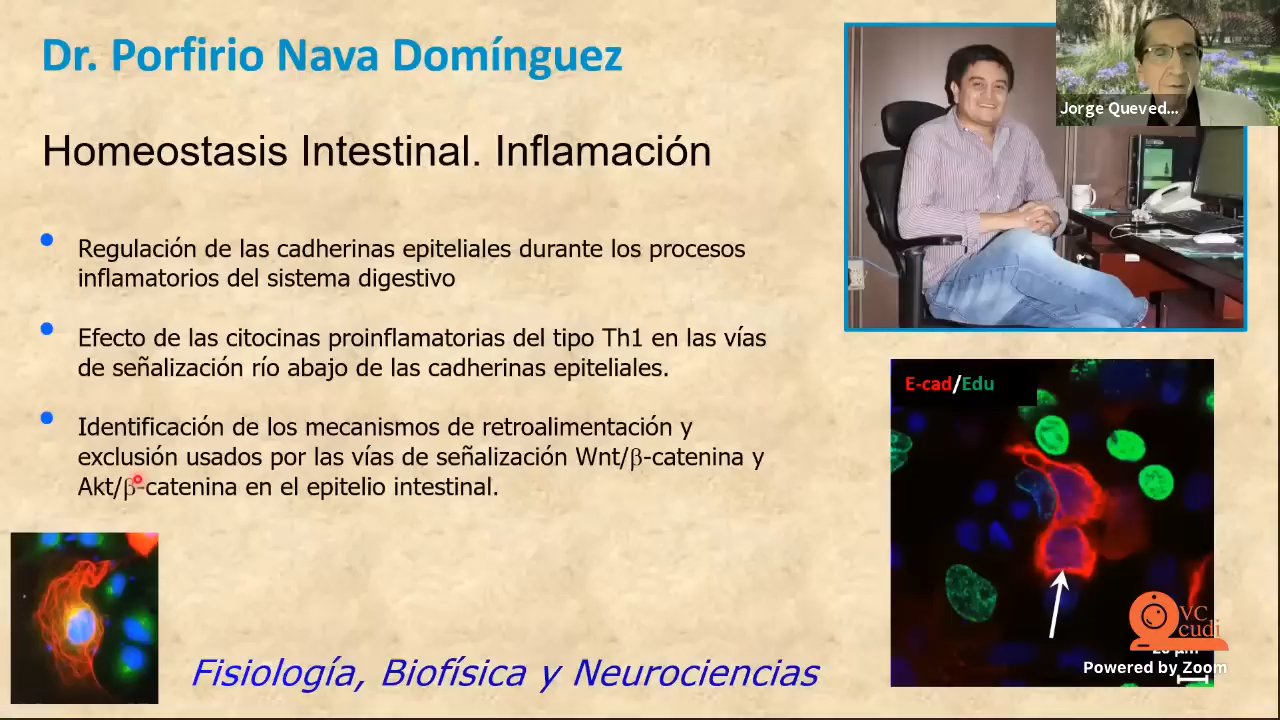 Dr. Porfirio Nava Domínguez
Jorge Queved...
Homeostasis Intestinal. Inflamación
Regulación de las cadherinas epiteliales durante los procesos
inflamatorios del sistema digestivo
Efecto de las citocinas proinflamatorias del tipo Th1 en las vías
de señalización río abajo de las cadherinas epiteliales.
Identificación de los mecanismos de retroalimentación y
exclusión usados por las vías de señalización Wnt/β-catenina y
Akt/β-catenina en el epitelio intestinal.
E-cad/Edu
VC
cudi
Powered by Zoom
Fisiología, Biofísica y Neurociencias